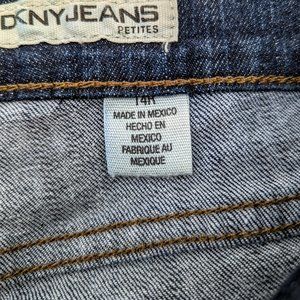 DKNYJEANS
PETITES
14R
MADE IN MEXICO
HECHO EN
MEXICO
FABRIQUE AU
MEXIQUE